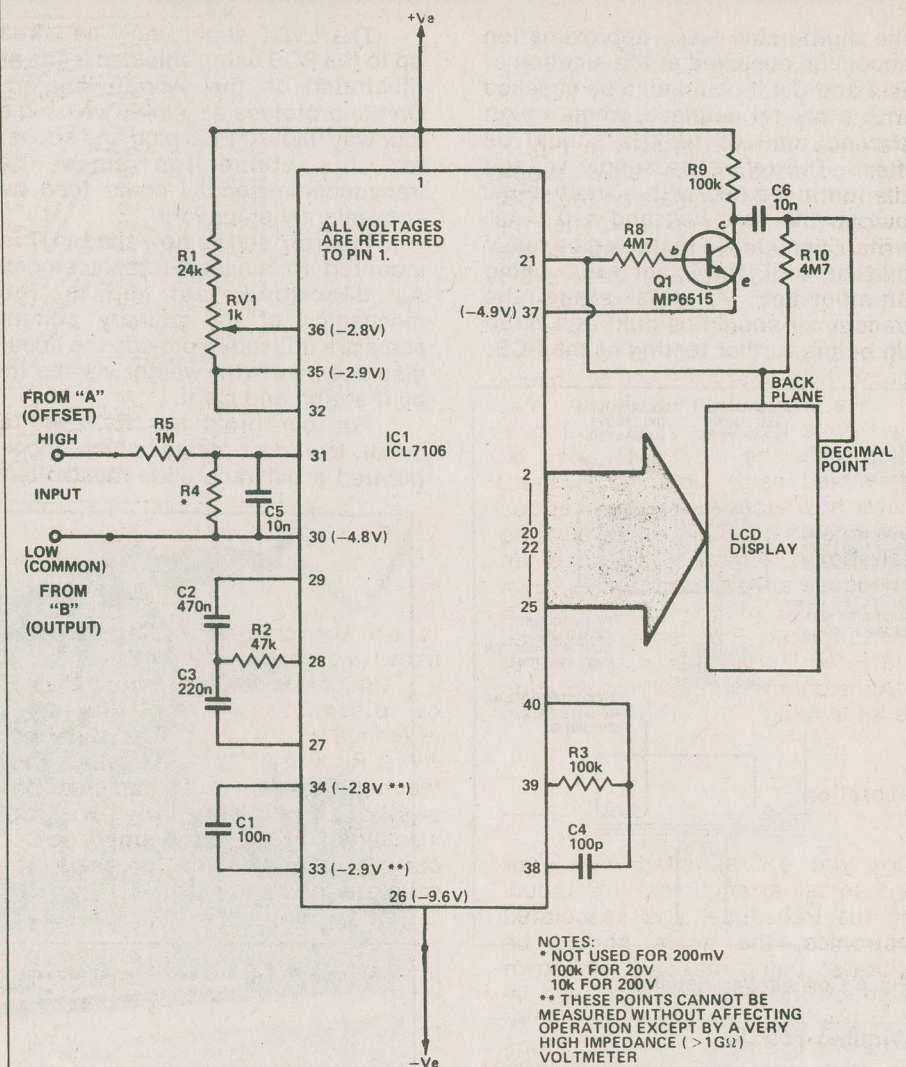 +Ve
1
ALL VOLTAGES
ARE REFERRED
TO PIN 1.
R1
24k
RV1
1k
36 (−2.8V)
35 (−2.9V)
32
FROM "A"
(OFFSET)
HIGH
R5
1M
31
IC1
ICL7106
INPUT
R4
*
C5
10n
LOW
(COMMON)
30 (−4.8V)
FROM
"B"
(OUTPUT)
29
C2
470n
R2
47k
28
C3
220n
27
34 (−2.8V **)
C1
100n
33 (−2.9V **)
26 (−9.6V)
−Ve
R9
100k
C6
10n
c
21
R8
4M7
b
e
R10
4M7
Q1
MP6515
(−4.9V) 37
BACK
PLANE
DECIMAL
POINT
2
20
22
25
LCD
DISPLAY
40
R3
100k
39
C4
100p
38
NOTES:
* NOT USED FOR 200mV
100k FOR 20V
10k FOR 200V
** THESE POINTS CANNOT BE
MEASURED WITHOUT AFFECTING
OPERATION EXCEPT BY A VERY
HIGH IMPEDANCE (>1GΩ)
VOLTMETER